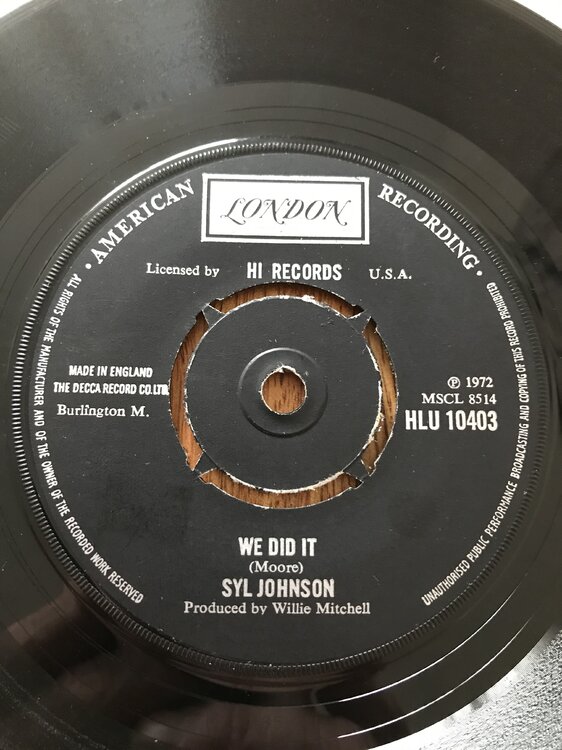 · AMERICAN RECORDING ·
LONDON
Licensed by HI RECORDS U.S.A.
MADE IN ENGLAND
THE DECCA RECORD CO. LTD.
Burlington M.
℗ 1972
MSCL 8514
HLU 10403
WE DID IT
(Moore)
SYL JOHNSON
Produced by Willie Mitchell
ALL RIGHTS OF THE MANUFACTURER AND OF THE OWNER OF THE RECORDED WORK RESERVED
UNAUTHORISED PUBLIC PERFORMANCE BROADCASTING AND COPYING OF THIS RECORD PROHIBITED